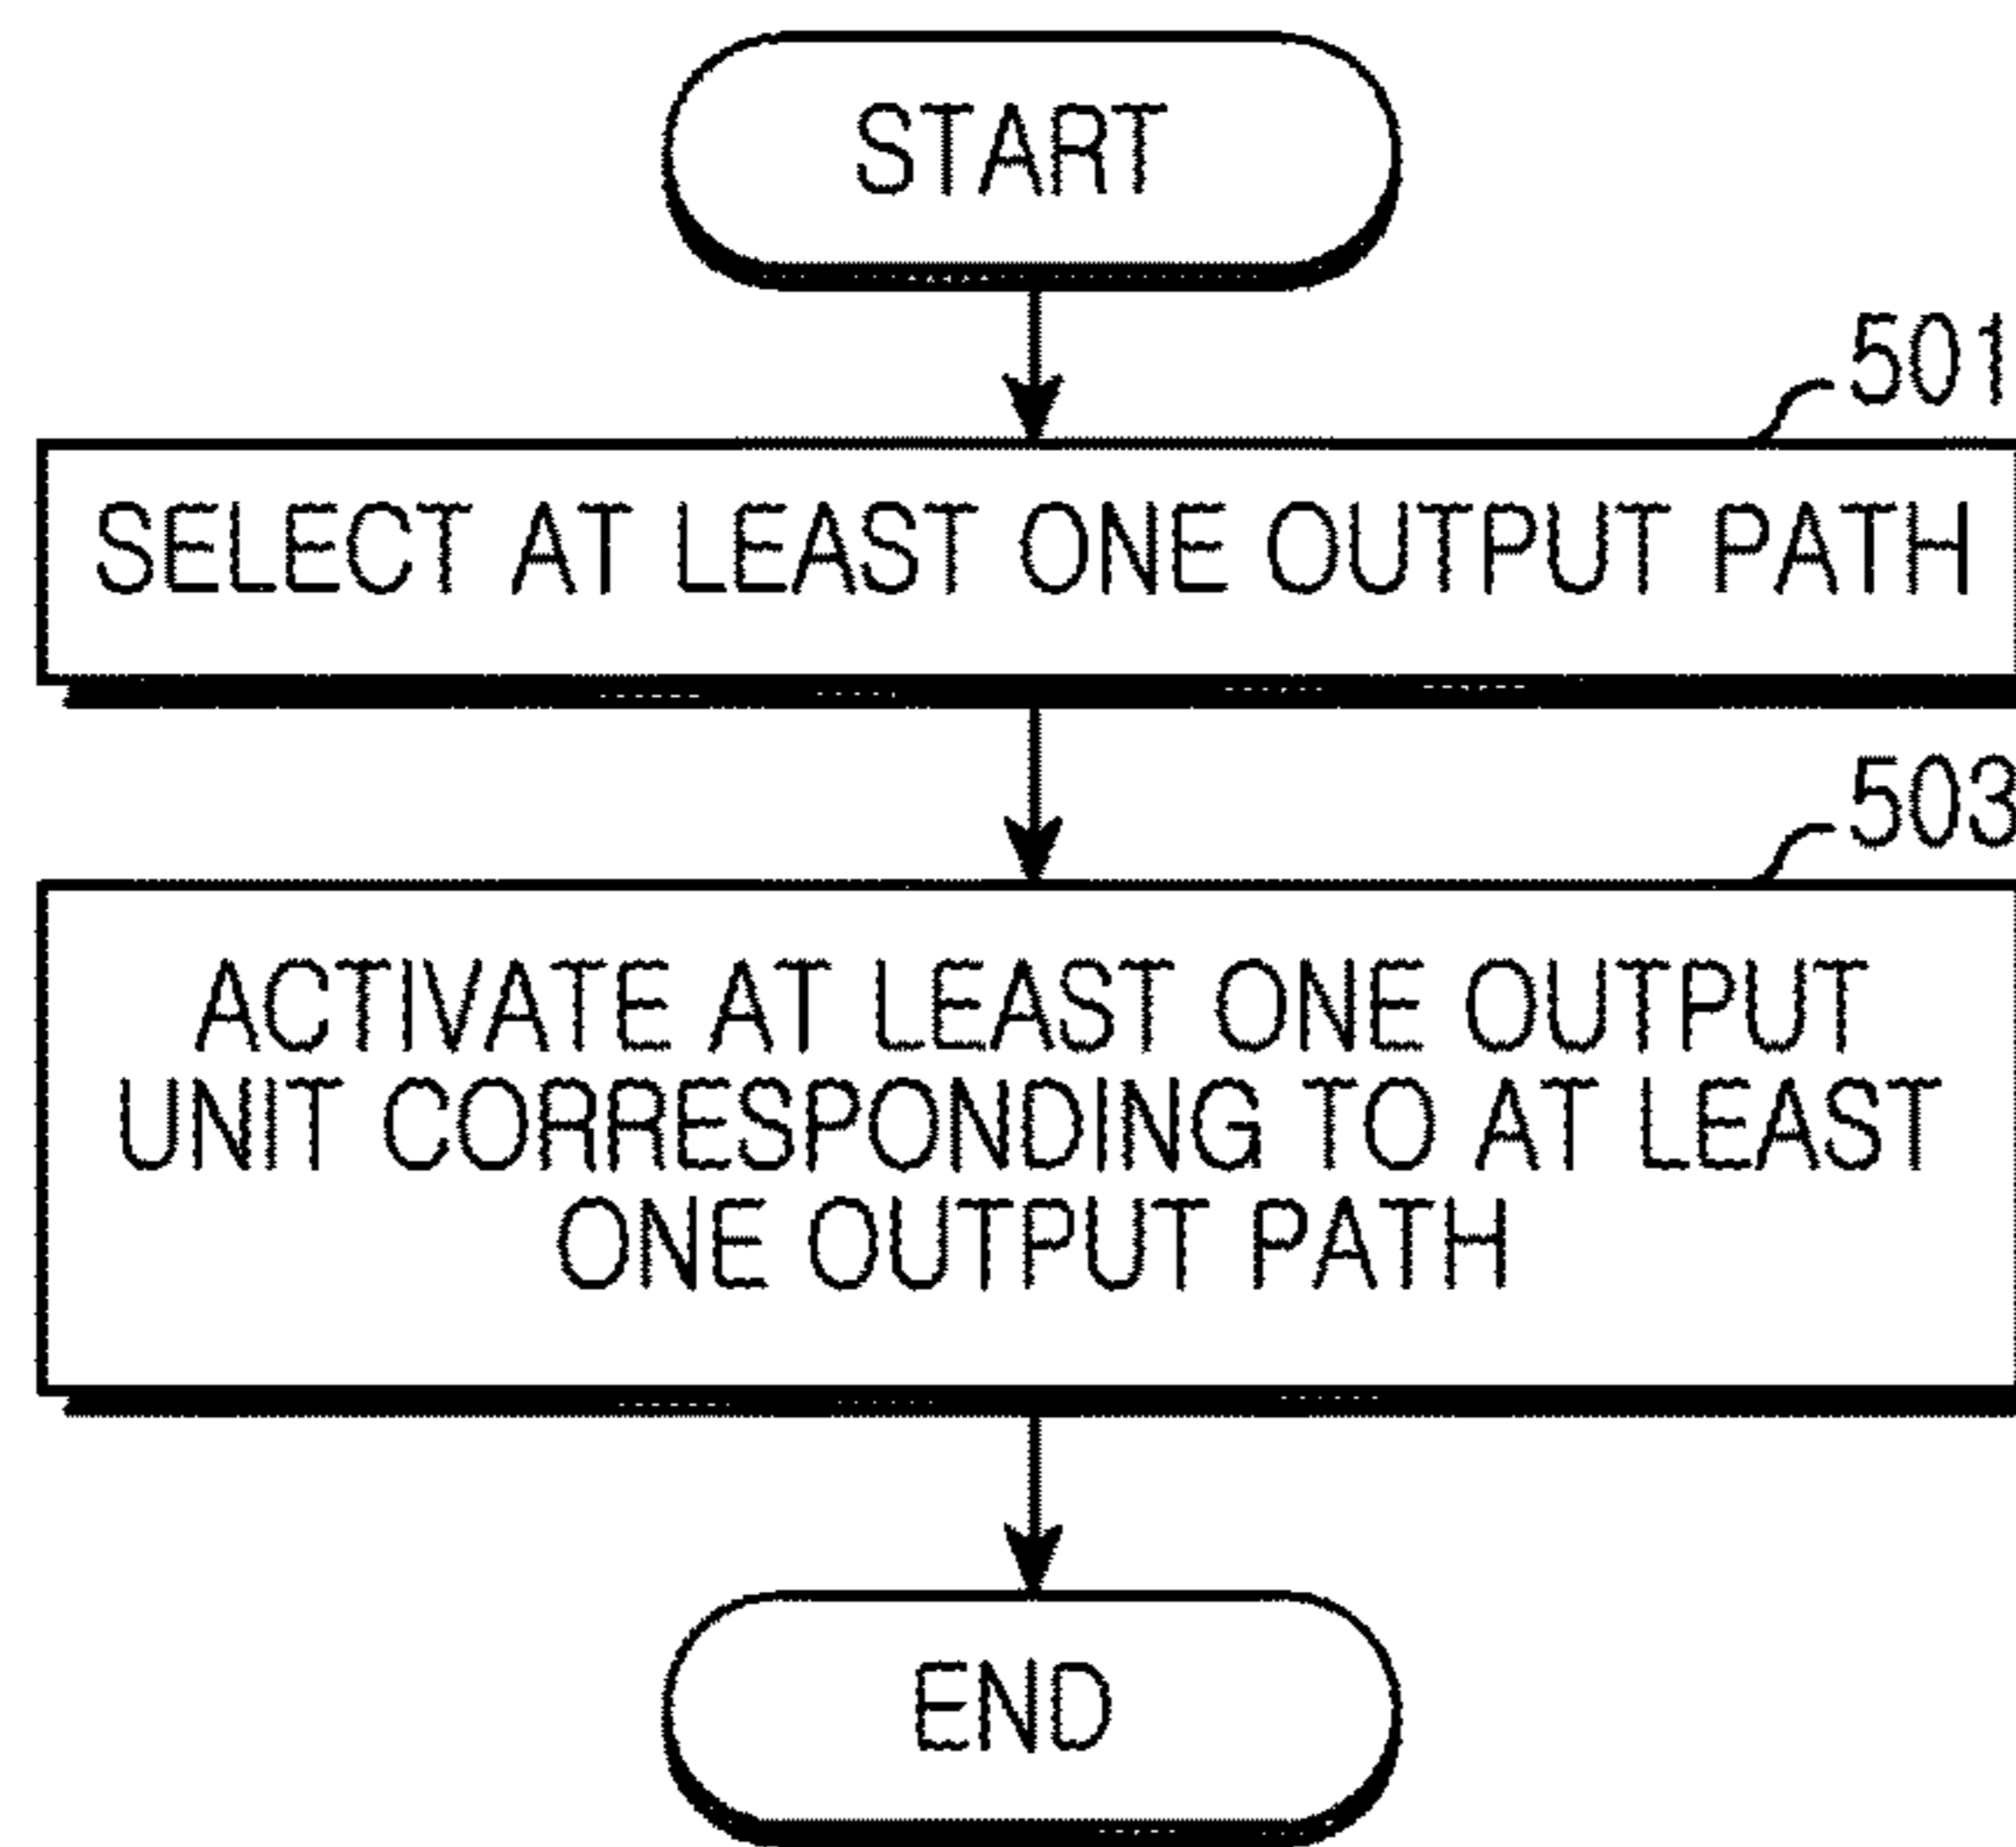 START
501
SELECT AT LEAST ONE OUTPUT PATH
503
ACTIVATE AT LEAST ONE OUTPUT
UNIT CORRESPONDING TO AT LEAST
ONE OUTPUT PATH
END